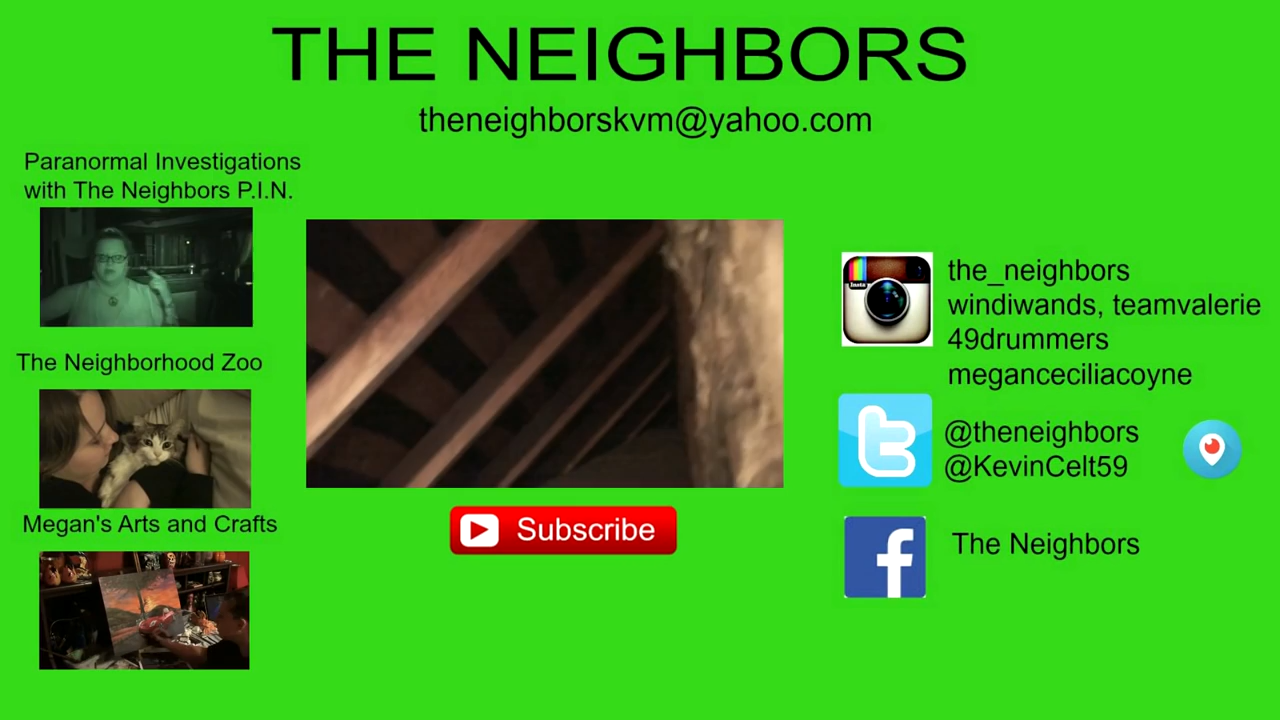 THE NEIGHBORS
theneighborskvm@yahoo.com
Paranormal Investigations
with The Neighbors P.I.N.
The Neighborhood Zoo
Megan's Arts and Crafts
Subscribe
Insta
the_neighbors
windiwands, teamvalerie
49drummers
meganceciliacoyne
@theneighbors
@KevinCelt59
The Neighbors